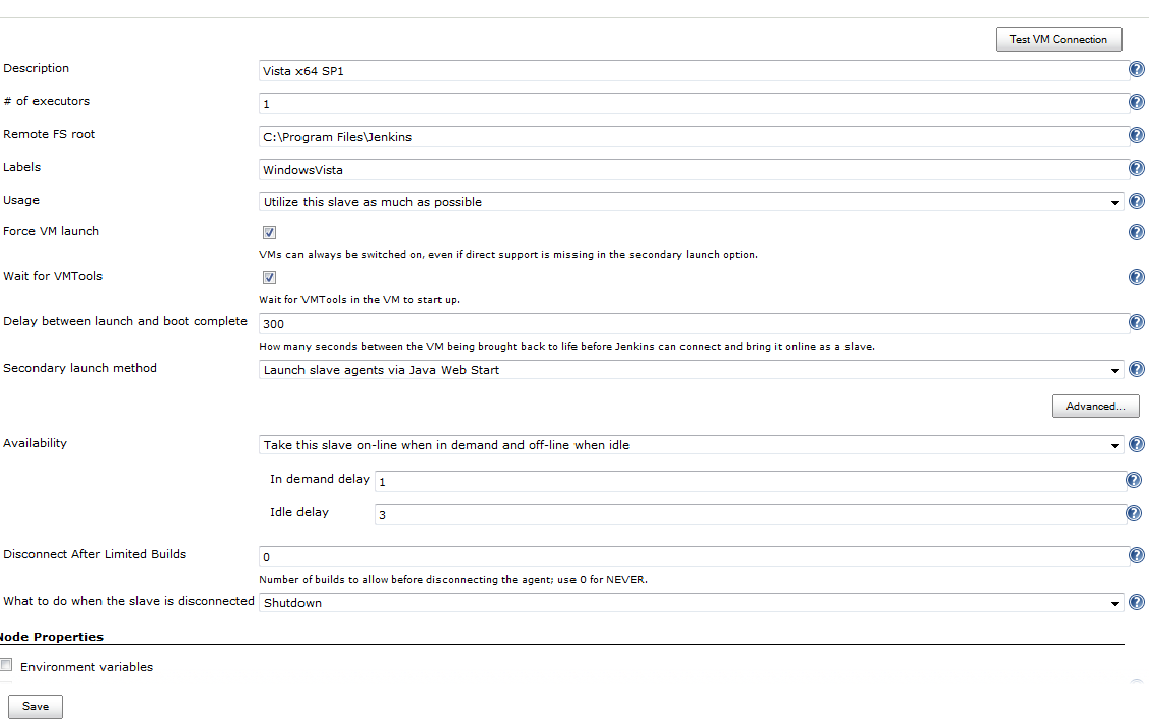 Test VM Connection
Description Vista x64 SP1
# of executors 1
Remote FS root C:\Program Files\Jenkins
Labels WindowsVista
Usage Utilize this slave as much as possible
Force VM launch
VMs can always be switched on, even if direct support is missing in the secondary launch option.
Wait for VMTools
Wait for VMTools in the VM to start up.
Delay between launch and boot complete 300
How many seconds between the VM being brought back to life before Jenkins can connect and bring it online as a slave.
Secondary launch method Launch slave agents via Java Web Start
Advanced...
Availability Take this slave on-line when in demand and off-line when idle
In demand delay 1
Idle delay 3
Disconnect After Limited Builds 0
Number of builds to allow before disconnecting the agent; use 0 for NEVER.
What to do when the slave is disconnected Shutdown
Node Properties
Environment variables
Save